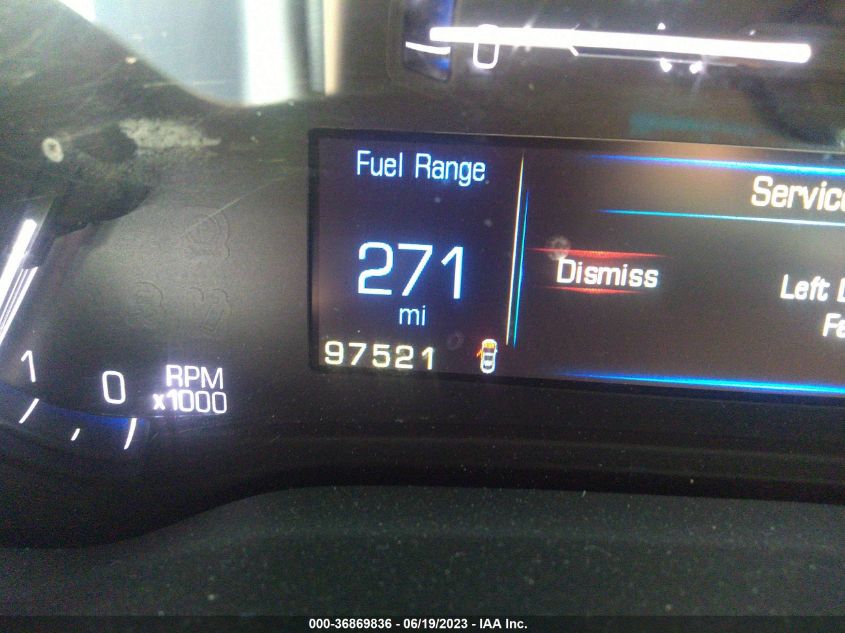 0
Fuel Range
Service
271
Dismiss
Left
mi
97521
1
0
RPM
x1000
000-36869836 - 06/19/2023 - IAA Inc.